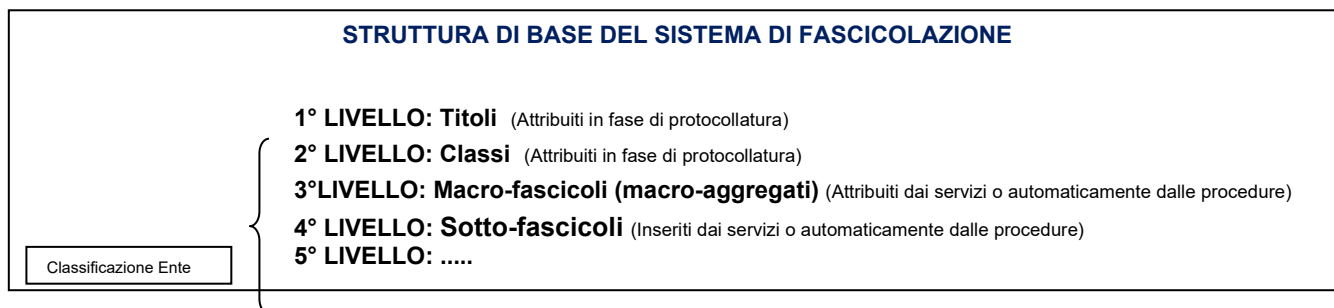 STRUTTURA DI BASE DEL SISTEMA DI FASCICOLAZIONE
1° LIVELLO: Titoli (Attribuiti in fase di protocollatura)
2° LIVELLO: Classi (Attribuiti in fase di protocollatura)
3°LIVELLO: Macro-fascicoli (macro-aggregati) (Attribuiti dai servizi o automaticamente dalle procedure)
4° LIVELLO: Sotto-fascicoli (Inseriti dai servizi o automaticamente dalle procedure)
5° LIVELLO: .....
Classificazione Ente